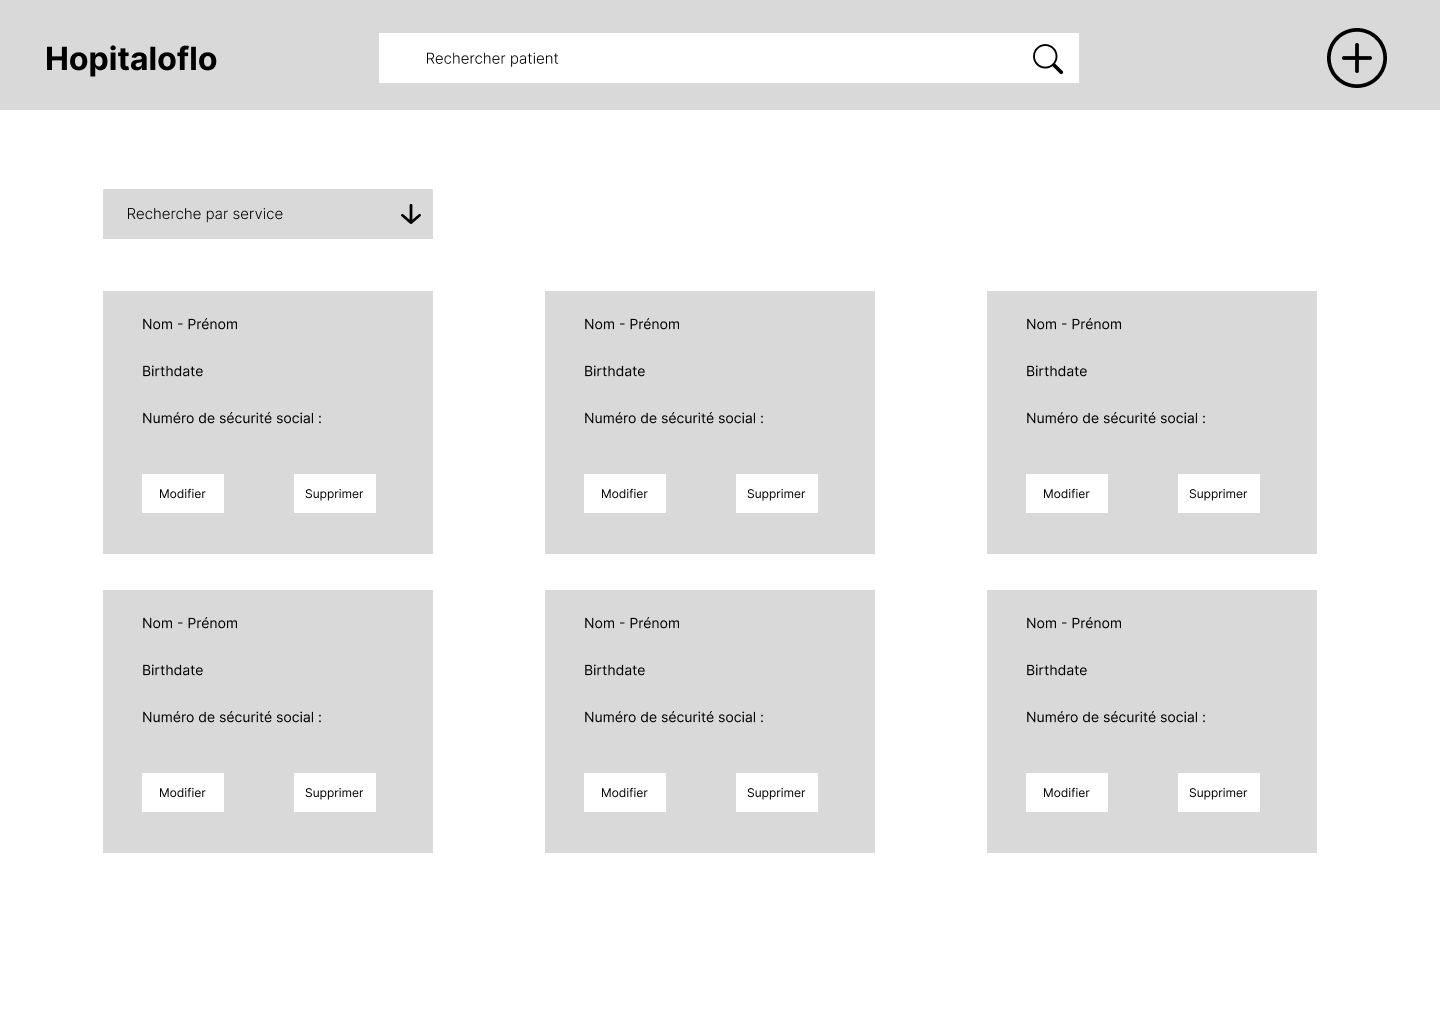 Hopitaloflo
Rechercher patient
Recherche par service
Nom - Prénom
Birthdate
Numéro de sécurité social :
Modifier
Supprimer
Nom - Prénom
Birthdate
Numéro de sécurité social :
Modifier
Supprimer
Nom - Prénom
Birthdate
Numéro de sécurité social :
Modifier
Supprimer
Nom - Prénom
Birthdate
Numéro de sécurité social :
Modifier
Supprimer
Nom - Prénom
Birthdate
Numéro de sécurité social :
Modifier
Supprimer
Nom - Prénom
Birthdate
Numéro de sécurité social :
Modifier
Supprimer